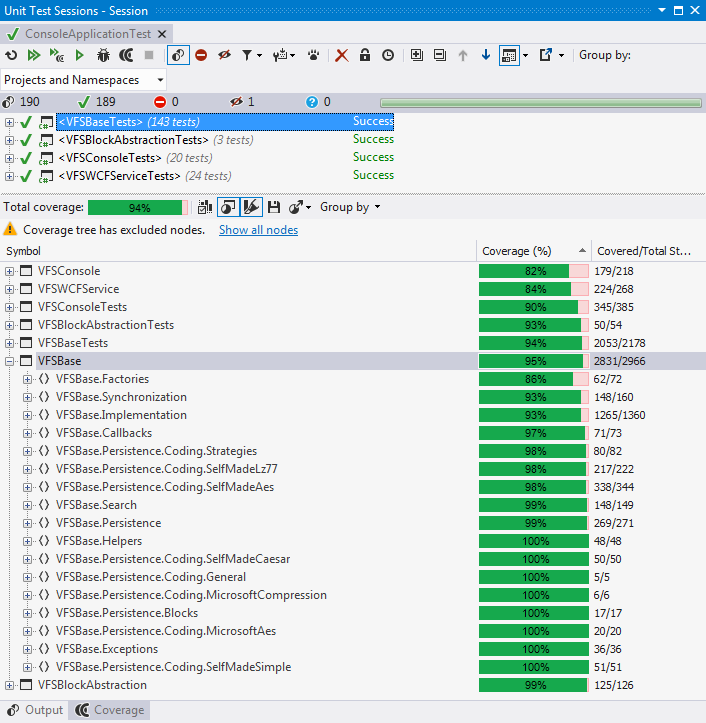 Unit Test Sessions - Session
ConsoleApplicationTest
Group by:
Projects and Namespaces
190 189 0 1 0
<VFSBaseTests> (143 tests) Success
<VFSBlockAbstractionTests> (3 tests) Success
<VFSConsoleTests> (20 tests) Success
<VFSWCFServiceTests> (24 tests) Success
Total coverage: 94% Group by
Coverage tree has excluded nodes. Show all nodes
Symbol Coverage (%) Covered/Total St...
VFSConsole 82% 179/218
VFSWCFService 84% 224/268
VFSConsoleTests 90% 345/385
VFSBlockAbstractionTests 93% 50/54
VFSBaseTests 94% 2053/2178
VFSBase 95% 2831/2966
VFSBase.Factories 86% 62/72
VFSBase.Synchronization 93% 148/160
VFSBase.Implementation 93% 1265/1360
VFSBase.Callbacks 97% 71/73
VFSBase.Persistence.Coding.Strategies 98% 80/82
VFSBase.Persistence.Coding.SelfMadeLz77 98% 217/222
VFSBase.Persistence.Coding.SelfMadeAes 98% 338/344
VFSBase.Search 99% 148/149
VFSBase.Persistence 99% 269/271
VFSBase.Helpers 100% 48/48
VFSBase.Persistence.Coding.SelfMadeCaesar 100% 50/50
VFSBase.Persistence.Coding.General 100% 5/5
VFSBase.Persistence.Coding.MicrosoftCompression 100% 6/6
VFSBase.Persistence.Blocks 100% 17/17
VFSBase.Persistence.Coding.MicrosoftAes 100% 20/20
VFSBase.Exceptions 100% 36/36
VFSBase.Persistence.Coding.SelfMadeSimple 100% 51/51
VFSBlockAbstraction 99% 125/126
Output Coverage